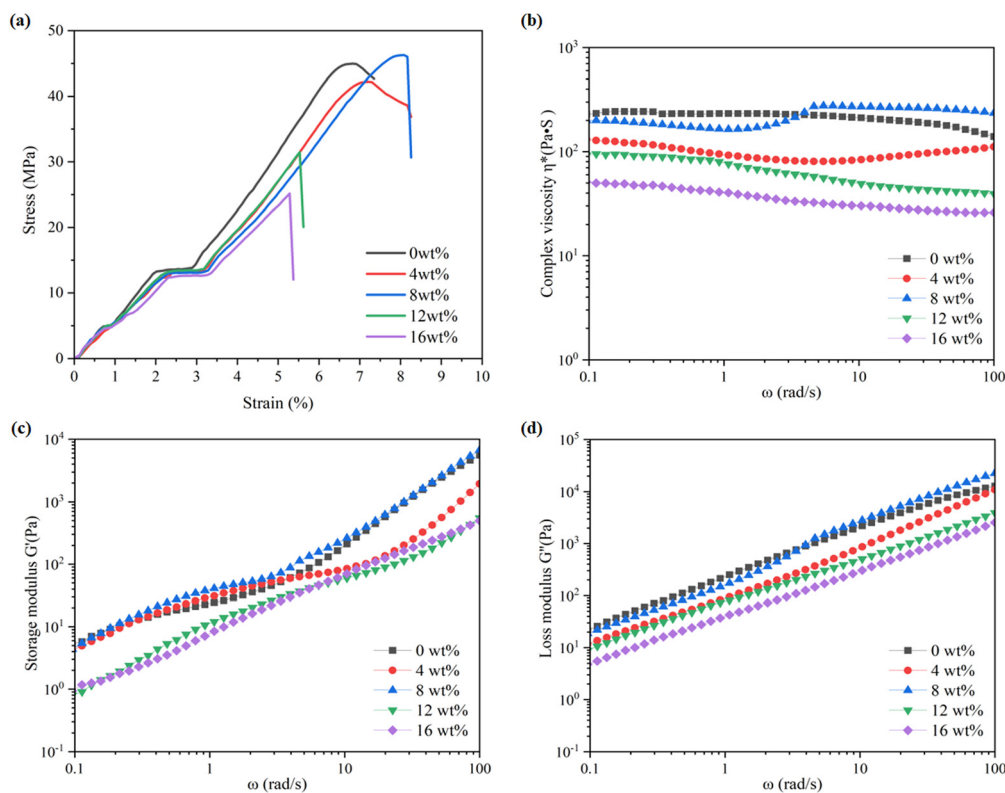 (a)
50
40
30
20
10
0
Stress (MPa)
0wt%
4wt%
8wt%
12wt%
16wt%
0 1 2 3 4 5 6 7 8 9 10
Strain (%)
(b)
10³
10²
10¹
10⁰
Complex viscosity η*(Pa•S)
0 wt%
4 wt%
8 wt%
12 wt%
16 wt%
0.1 1 10 100
ω (rad/s)
(c)
10⁴
10³
10²
10¹
10⁰
10⁻¹
Storage modulus G'(Pa)
0 wt%
4 wt%
8 wt%
12 wt%
16 wt%
0.1 1 10 100
ω (rad/s)
(d)
10⁵
10⁴
10³
10²
10¹
10⁰
10⁻¹
Loss modulus G"(Pa)
0 wt%
4 wt%
8 wt%
12 wt%
16 wt%
0.1 1 10 100
ω (rad/s)